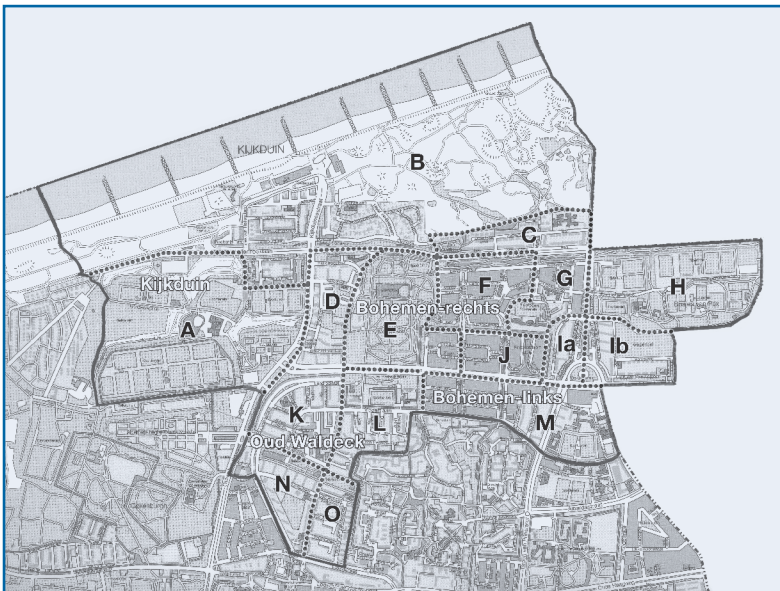 KIJKDUIN
B
C
Kijkduin
D
F
G
H
Bohemen-rechts
A
E
Ia
Ib
J
Bohemen-links
K
L
M
Oud Waldeck
N
O